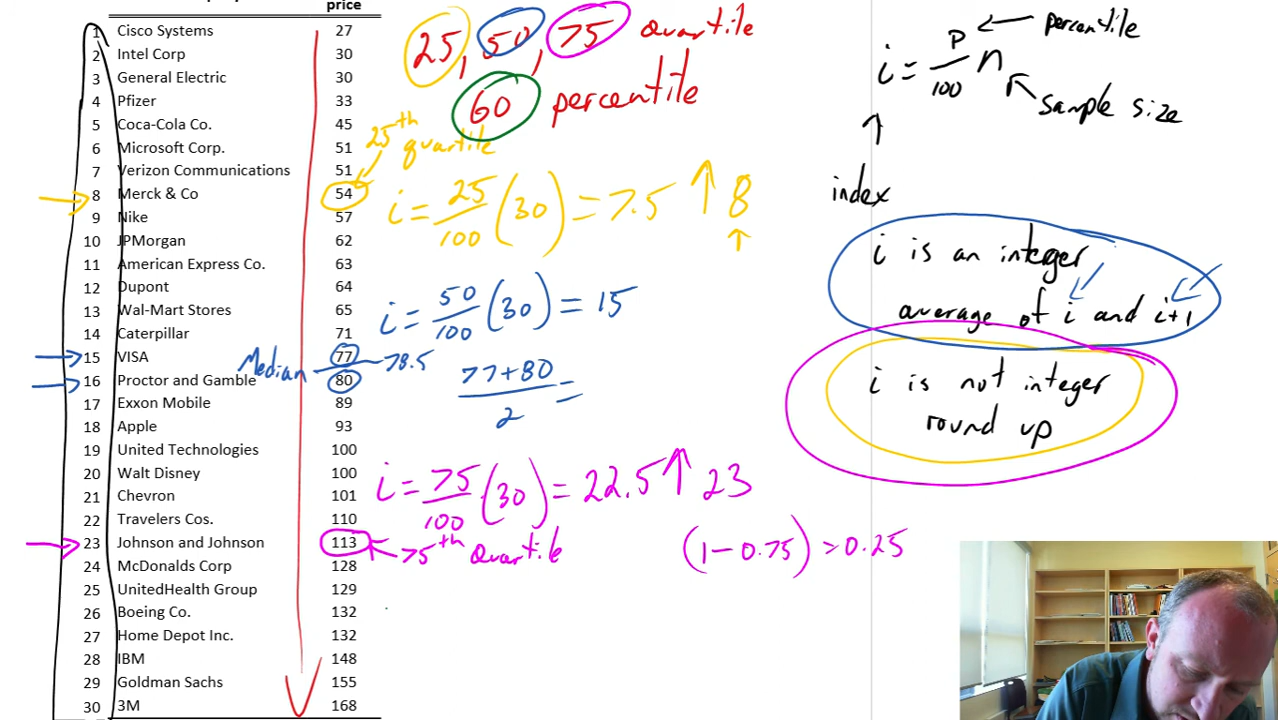 price
1 Cisco Systems 27
2 Intel Corp 30
3 General Electric 30
4 Pfizer 33
5 Coca-Cola Co. 45
6 Microsoft Corp. 51
7 Verizon Communications 51
8 Merck & Co 54
9 Nike 57
10 JPMorgan 62
11 American Express Co. 63
12 Dupont 64
13 Wal-Mart Stores 65
14 Caterpillar 71
15 VISA 77
16 Proctor and Gamble 80
17 Exxon Mobile 89
18 Apple 93
19 United Technologies 100
20 Walt Disney 100
21 Chevron 101
22 Travelers Cos. 110
23 Johnson and Johnson 113
24 McDonalds Corp 128
25 UnitedHealth Group 129
26 Boeing Co. 132
27 Home Depot Inc. 132
28 IBM 148
29 Goldman Sachs 155
30 3M 168
25, 50, 75 quartile
60 percentile
25th
quartile
i = 25/100 (30) = 7.5 ↑ 8
i = 50/100 (30) = 15
Median 78.5
77+80/2 =
i = 75/100 (30) = 22.5 ↑ 23
75th quartile
(1-0.75) > 0.25
i = P/100 n
percentile
sample size
index
i is an integer
average of i and i+1
i is not integer
round up